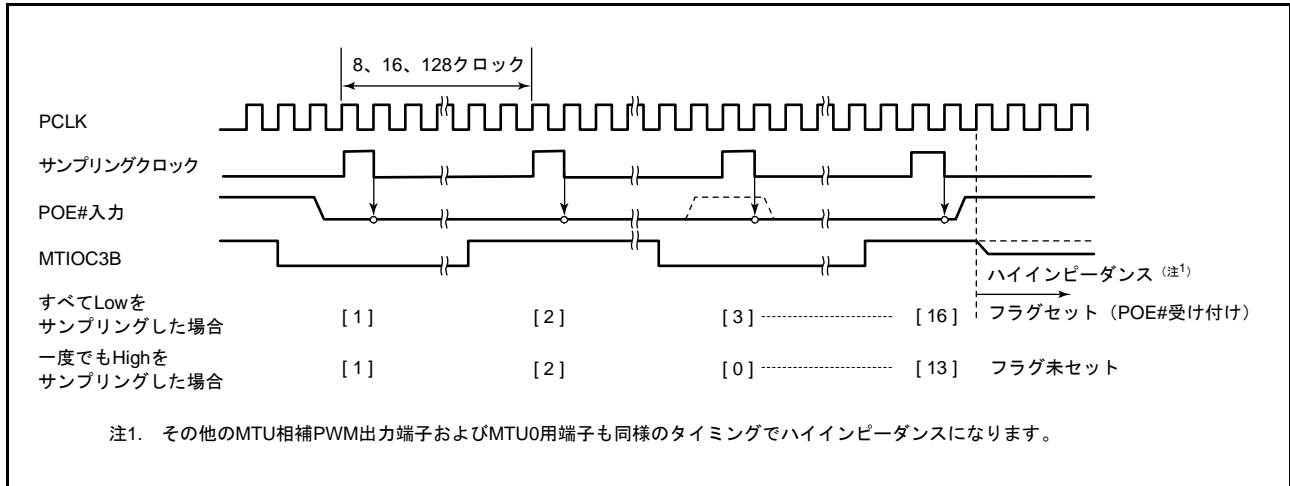 8、16、128クロック
PCLK
サンプリングクロック
POE#入力
MTIOC3B
ハイインピーダンス（注1）
すべてLowを
サンプリングした場合
[ 1 ] [ 2 ] [ 3 ] [ 16 ] フラグセット（POE#受け付け）
一度でもHighを
サンプリングした場合
[ 1 ] [ 2 ] [ 0 ] [ 13 ] フラグ未セット
注1. その他のMTU相補PWM出力端子およびMTU0用端子も同様のタイミングでハイインピーダンスになります。